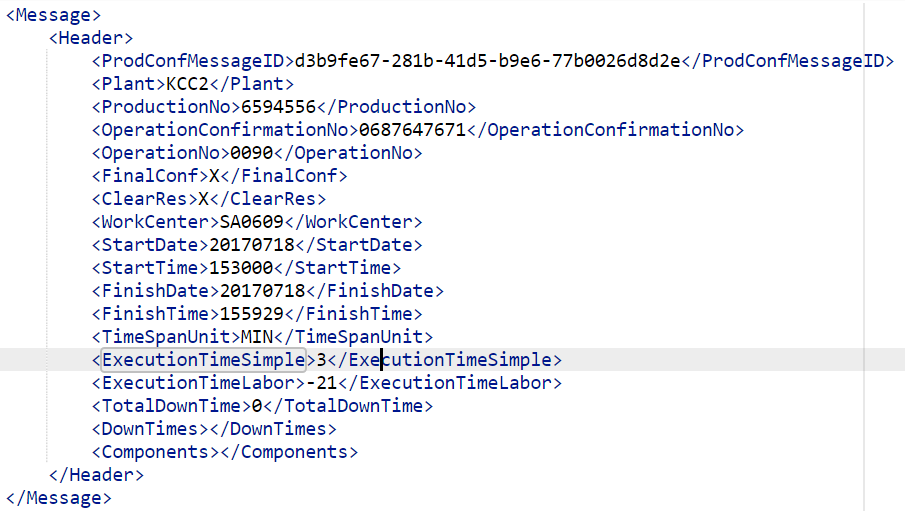 <Message>
<Header>
<ProdConfMessageID>d3b9fe67-281b-41d5-b9e6-77b0026d8d2e</ProdConfMessageID>
<Plant>KCC2</Plant>
<ProductionNo>6594556</ProductionNo>
<OperationConfirmationNo>0687647671</OperationConfirmationNo>
<OperationNo>0090</OperationNo>
<FinalConf>X</FinalConf>
<ClearRes>X</ClearRes>
<WorkCenter>SA0609</WorkCenter>
<StartDate>20170718</StartDate>
<StartTime>153000</StartTime>
<FinishDate>20170718</FinishDate>
<FinishTime>155929</FinishTime>
<TimeSpanUnit>MIN</TimeSpanUnit>
<ExecutionTimeSimple>3</ExecutionTimeSimple>
<ExecutionTimeLabor>-21</ExecutionTimeLabor>
<TotalDownTime>0</TotalDownTime>
<DownTimes></DownTimes>
<Components></Components>
</Header>
</Message>